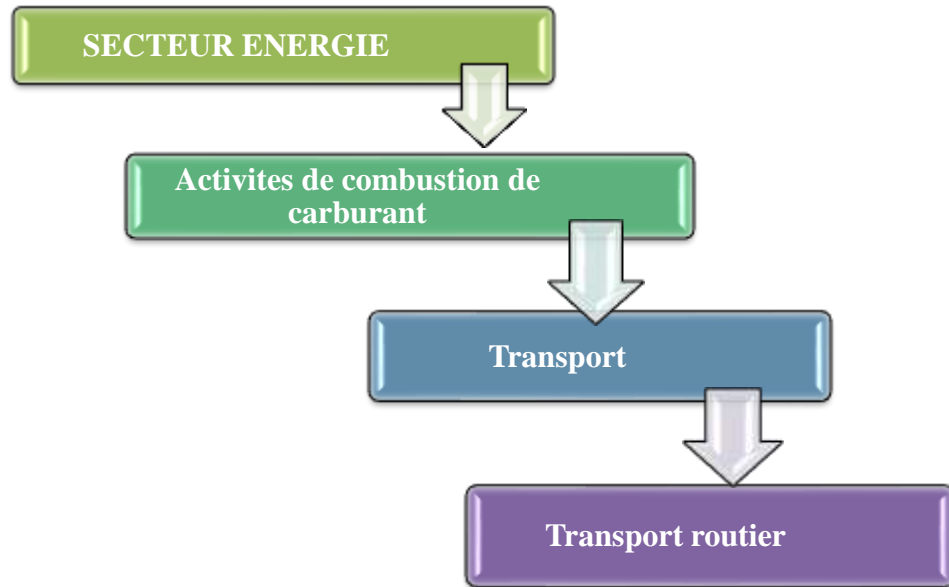 SECTEUR ENERGIE
Activites de combustion de
carburant
Transport
Transport routier